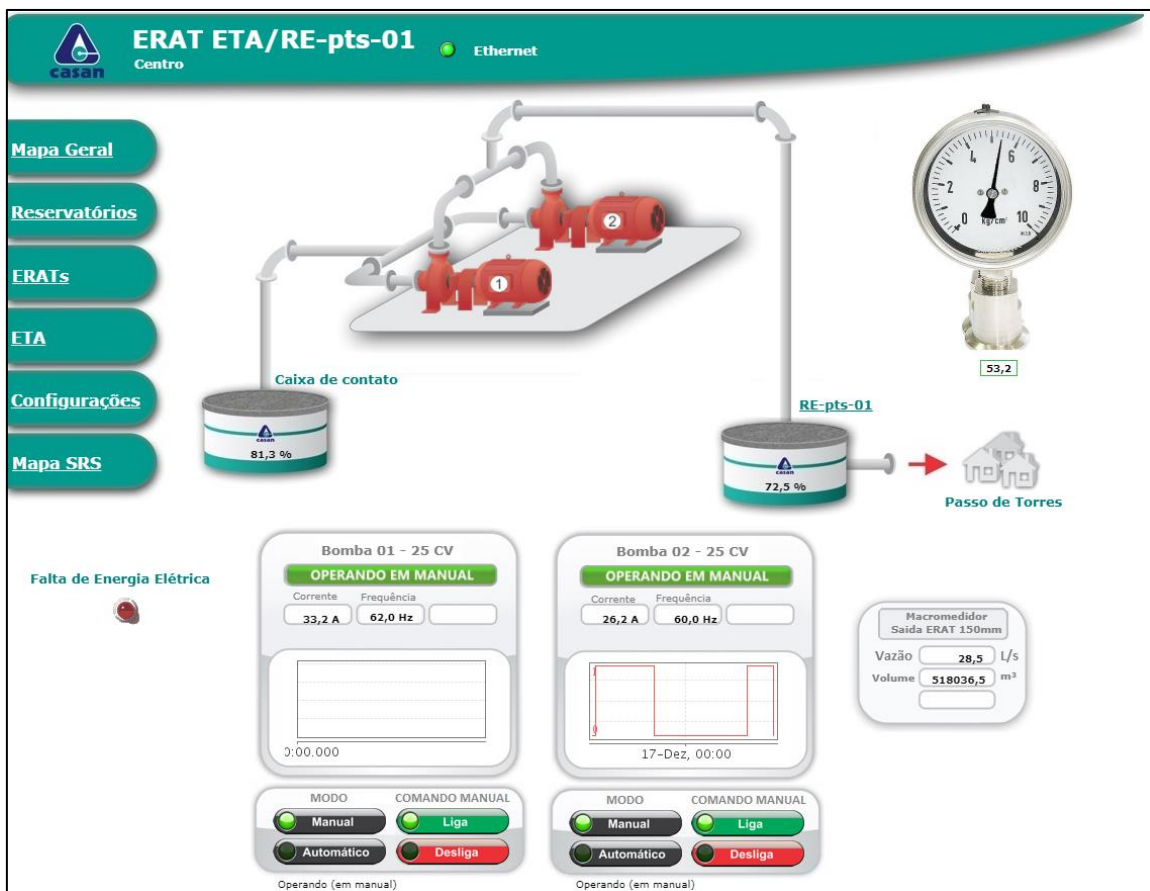 ERAT ETA/RE-pts-01
Centro
Ethernet
casan
Mapa Geral
Reservatórios
ERATs
ETA
Configurações
Mapa SRS
2
1
0 2 4 6 8 10
kg/cm²
53,2
Caixa de contato
casan
81,3 %
RE-pts-01
casan
72,5 %
Passo de Torres
Falta de Energia Elétrica
Bomba 01 - 25 CV
OPERANDO EM MANUAL
Corrente Frequência
33,2 A 62,0 Hz
0:00.000
MODO COMANDO MANUAL
Manual Liga
Automático Desliga
Operando (em manual)
Bomba 02 - 25 CV
OPERANDO EM MANUAL
Corrente Frequência
26,2 A 60,0 Hz
1
0
17-Dez, 00:00
MODO COMANDO MANUAL
Manual Liga
Automático Desliga
Operando (em manual)
Macromedidor
Saida ERAT 150mm
Vazão 28,5 L/s
Volume 518036,5 m³